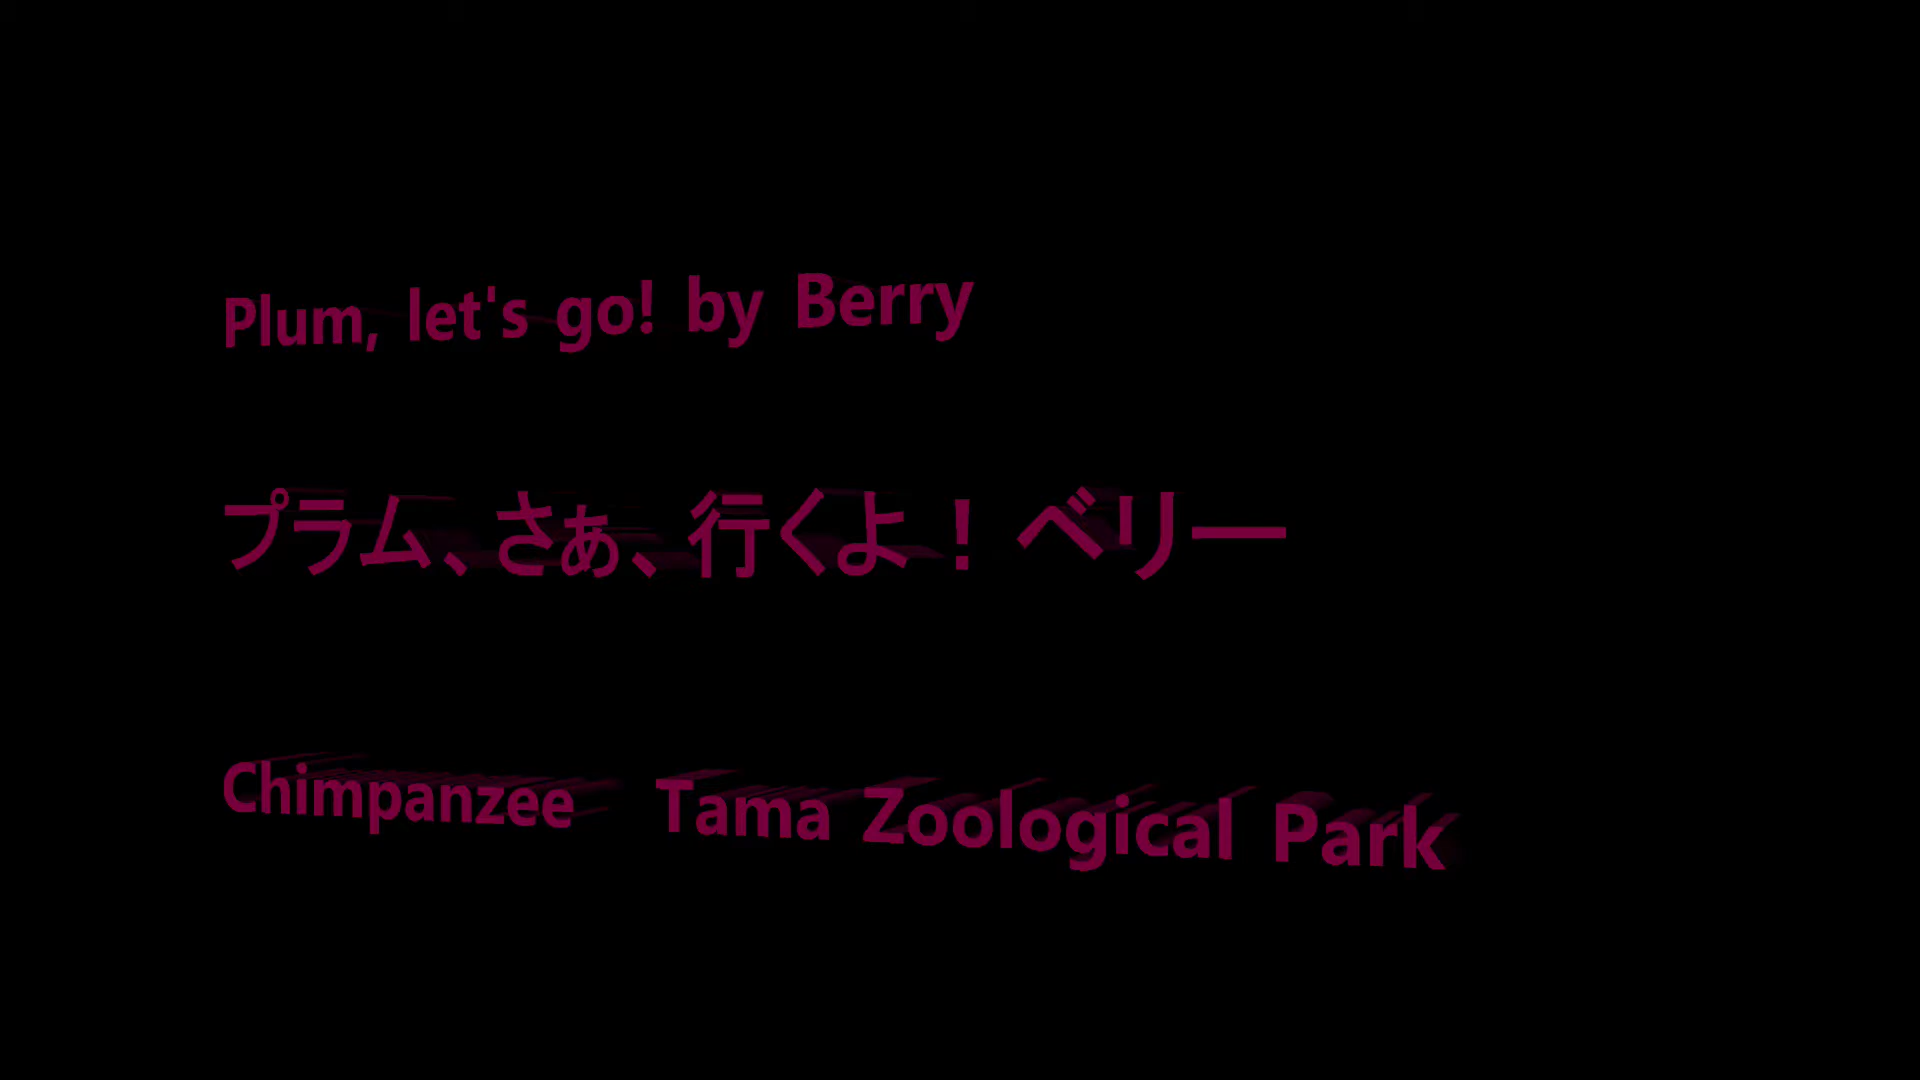 Plum, let's go! by Berry
プラム、さぁ、行くよ！ベリー
Chimpanzee Tama Zoological Park